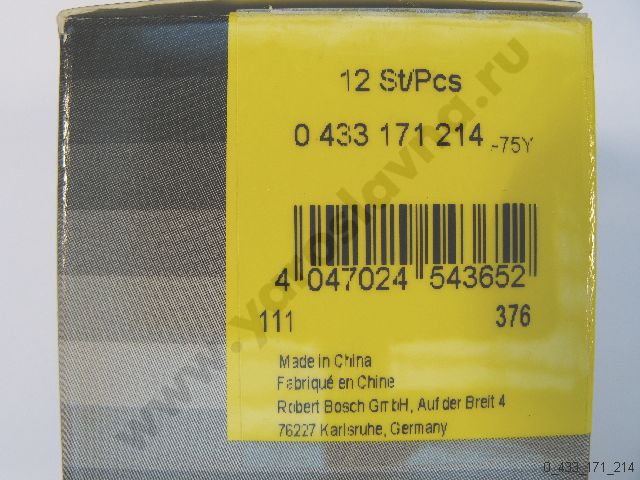 12 St/Pcs
0 433 171 214 -75Y
4 047024 543652
111 376
Made in China
Fabriqué en Chine
Robert Bosch GmbH, Auf der Breit 4
76227 Karlsruhe, Germany
www.yaroslavna.ru
0_433_171_214